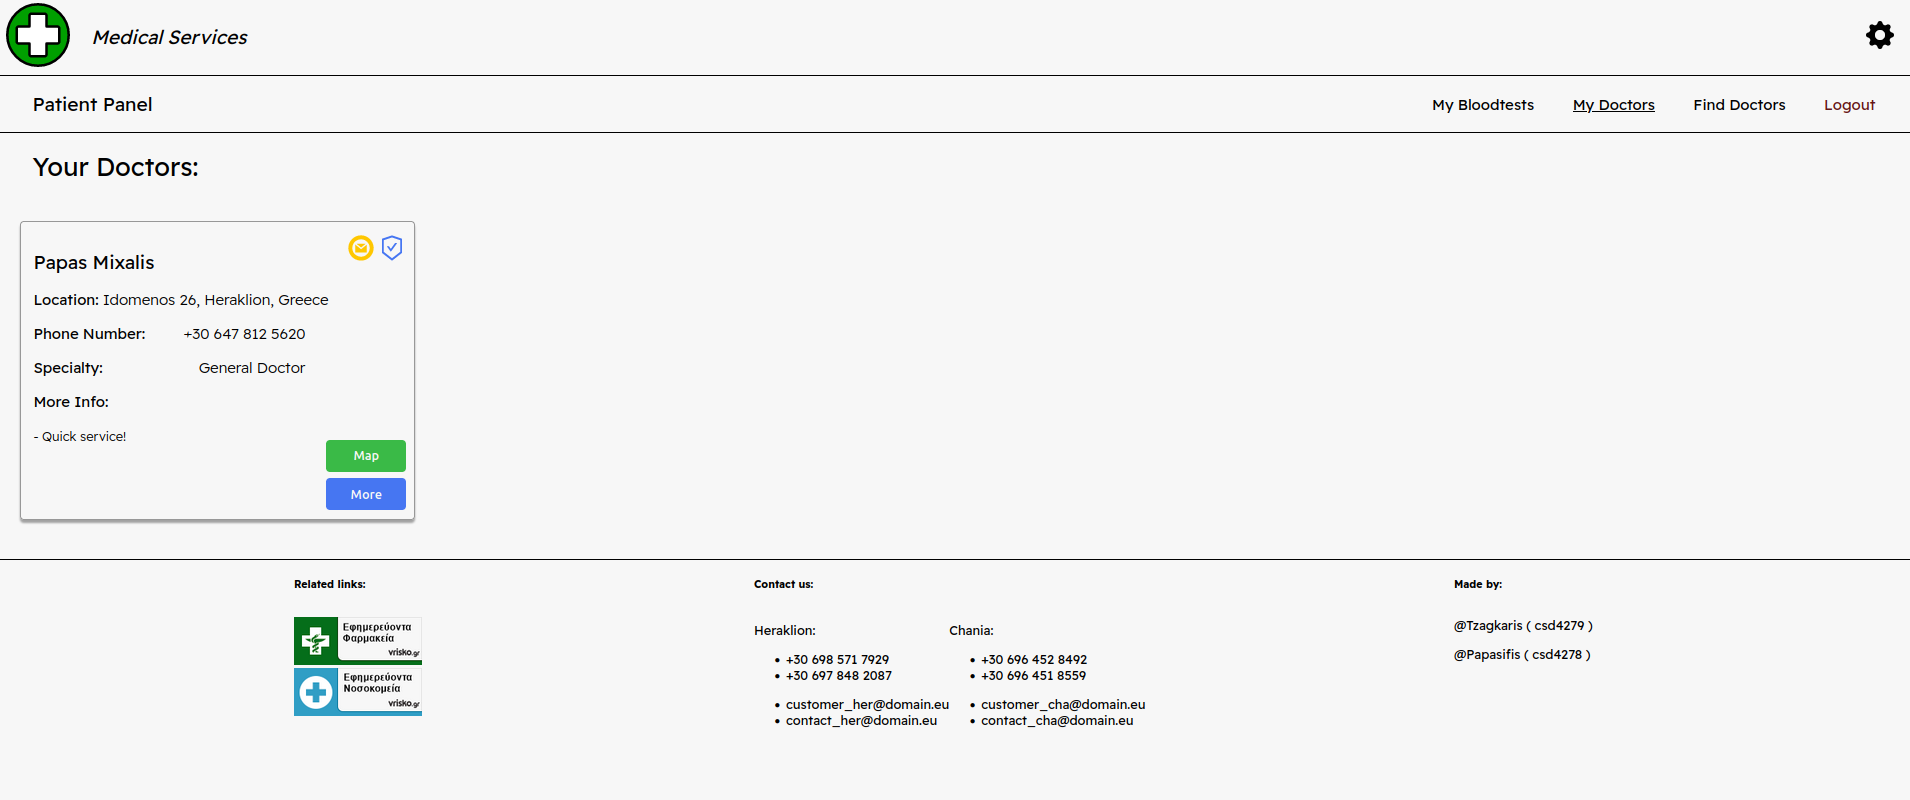 Medical Services
Patient Panel
My Bloodtests
My Doctors
Find Doctors
Logout
Your Doctors:
Papas Mixalis
Location: Idomenos 26, Heraklion, Greece
Phone Number: +30 647 812 5620
Specialty: General Doctor
More Info:
- Quick service!
Map
More
Related links:
Εφημερεύοντα
Φαρμακεία
vrisko.gr
Εφημερεύοντα
Νοσοκομεία
vrisko.gr
Contact us:
Heraklion:
• +30 698 571 7929
• +30 697 848 2087
• customer_her@domain.eu
• contact_her@domain.eu
Chania:
• +30 696 452 8492
• +30 696 451 8559
• customer_cha@domain.eu
• contact_cha@domain.eu
Made by:
@Tzagkaris ( csd4279 )
@Papasifis ( csd4278 )